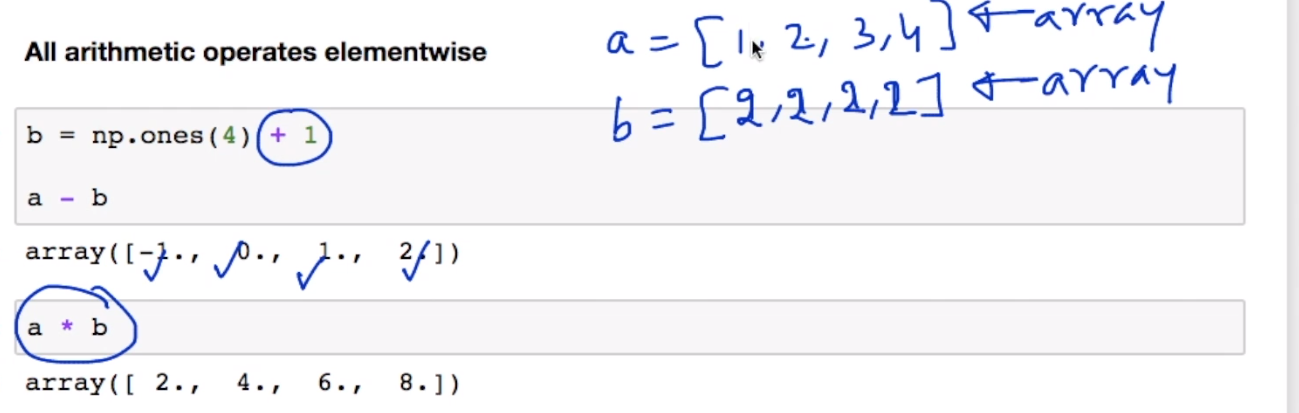 All arithmetic operates elementwise
a = [1, 2, 3, 4] ← array
b = [2, 2, 2, 2] ← array
b = np.ones(4) + 1
a - b
array([-1., 0., 1., 2.])
a * b
array([ 2., 4., 6., 8.])